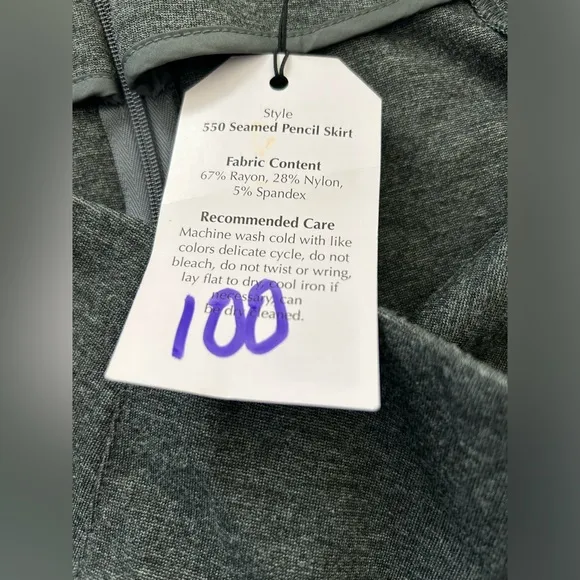 Style
550 Seamed Pencil Skirt
Fabric Content
67% Rayon, 28% Nylon,
5% Spandex
Recommended Care
Machine wash cold with like
colors delicate cycle, do not
bleach, do not twist or wring,
lay flat to dry, cool iron if
necessary, can
be dry cleaned.
100